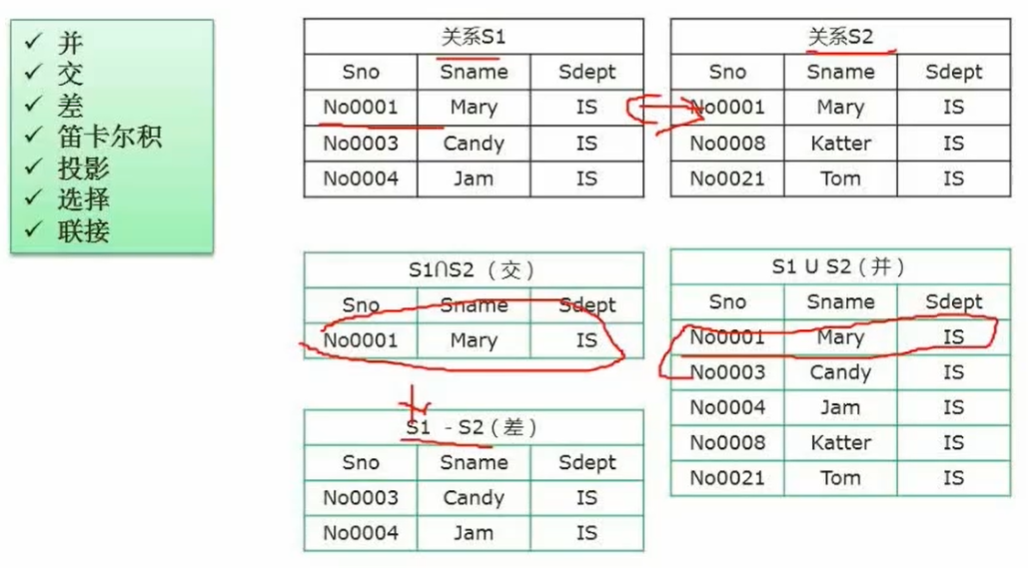 ✓ 并
✓ 交
✓ 差
✓ 笛卡尔积
✓ 投影
✓ 选择
✓ 联接
关系S1
Sno Sname Sdept
No0001 Mary IS
No0003 Candy IS
No0004 Jam IS
关系S2
Sno Sname Sdept
No0001 Mary IS
No0008 Katter IS
No0021 Tom IS
S1∩S2 （交）
Sno Sname Sdept
No0001 Mary IS
S1 - S2（差）
Sno Sname Sdept
No0003 Candy IS
No0004 Jam IS
S1 U S2（并）
Sno Sname Sdept
No0001 Mary IS
No0003 Candy IS
No0004 Jam IS
No0008 Katter IS
No0021 Tom IS